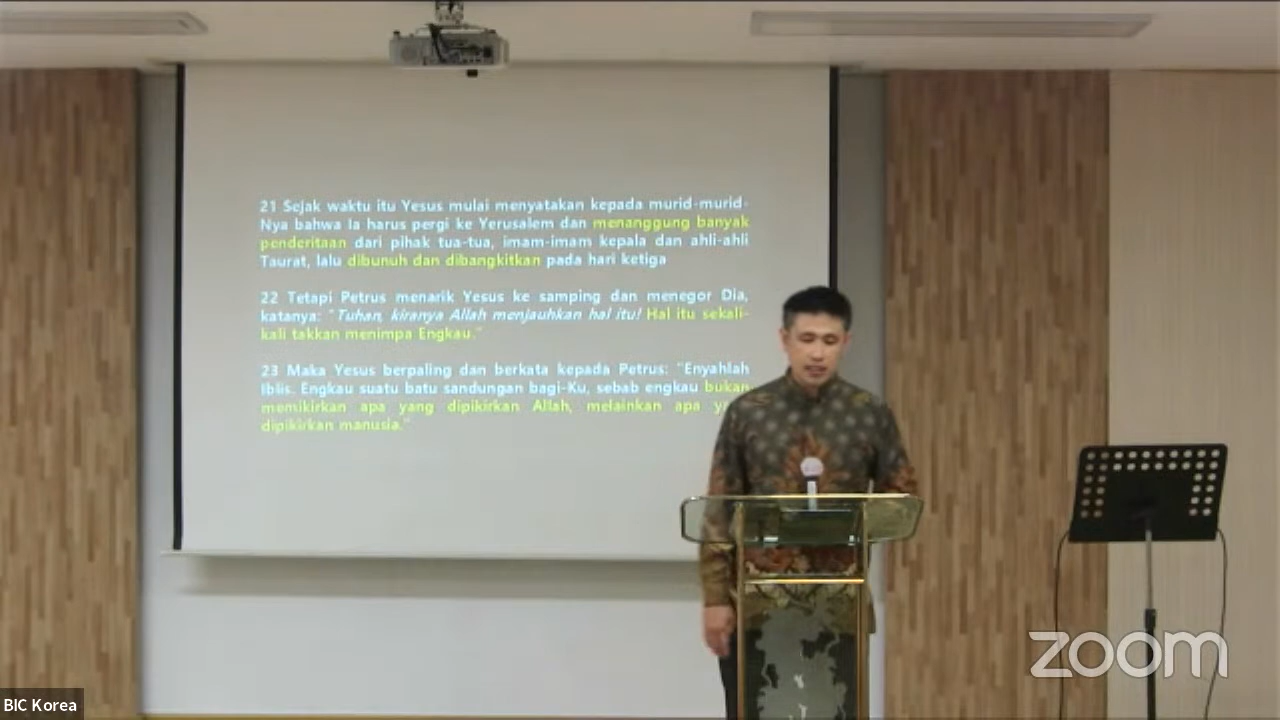 21 Sejak waktu itu Yesus mulai menyatakan kepada murid-murid-
Nya bahwa Ia harus pergi ke Yerusalem dan menanggung banyak
penderitaan dari pihak tua-tua, imam-imam kepala dan ahli-ahli
Taurat, lalu dibunuh dan dibangkitkan pada hari ketiga
22 Tetapi Petrus menarik Yesus ke samping dan menegor Dia,
katanya: "Tuhan, kiranya Allah menjauhkan hal itu! Hal itu sekali-
kali takkan menimpa Engkau."
23 Maka Yesus berpaling dan berkata kepada Petrus: "Enyahlah
Iblis. Engkau suatu batu sandungan bagi-Ku, sebab engkau bukan
memikirkan apa yang dipikirkan Allah, melainkan apa
dipikirkan manusia."
zoom
BIC Korea